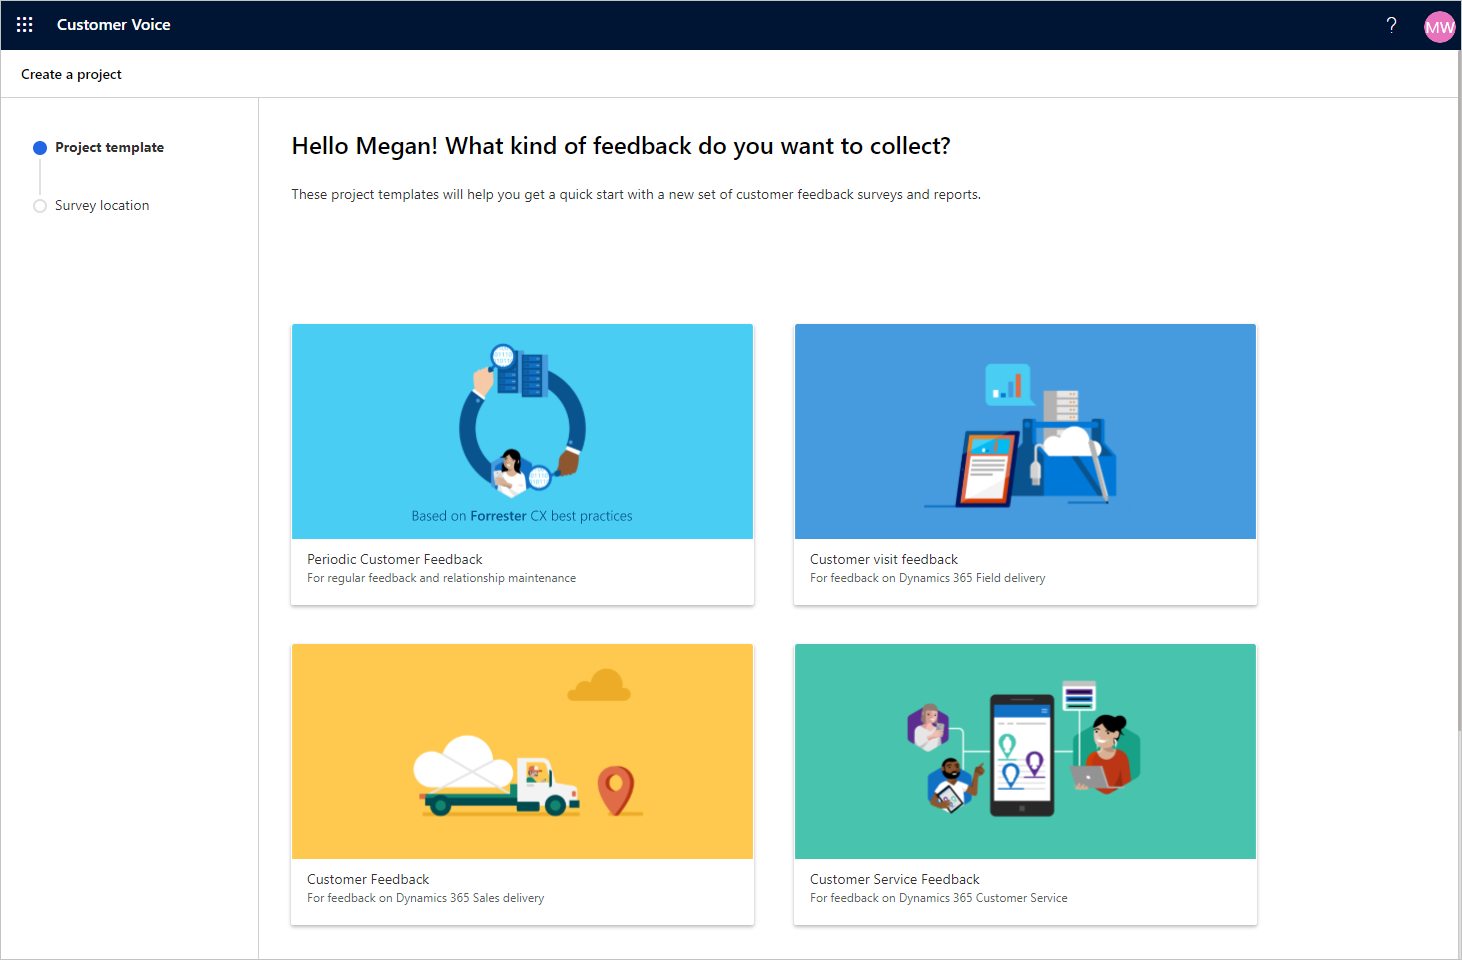 Customer Voice
?
MW
Create a project
Project template
Survey location
Hello Megan! What kind of feedback do you want to collect?
These project templates will help you get a quick start with a new set of customer feedback surveys and reports.
Based on Forrester CX best practices
Periodic Customer Feedback
For regular feedback and relationship maintenance
Customer visit feedback
For feedback on Dynamics 365 Field delivery
Customer Feedback
For feedback on Dynamics 365 Sales delivery
Customer Service Feedback
For feedback on Dynamics 365 Customer Service